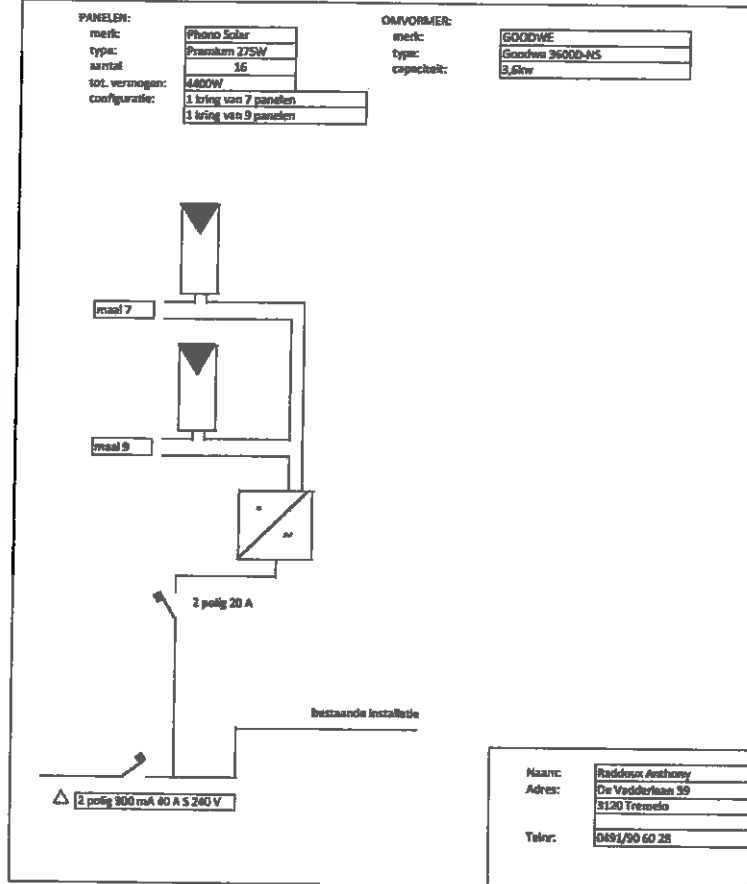 PANELEN:
merk: Phono Solar
type: Premium 275W
aantal 16
tot. vermogen: 4400W
configuratie: 1 kring van 7 panelen
1 kring van 9 panelen
OMVORMER:
merk: GOODWE
type: Goodwe 3600D-NS
capaciteit: 3,6kw
maal 7
maal 9
2 polig 20 A
bestaande installatie
2 polig 300 mA 40 A S 240 V
Naam: Anthony
Adres: De Vadderlaan 59
3120 Tremelo
Telnr: 0491/90 60 28